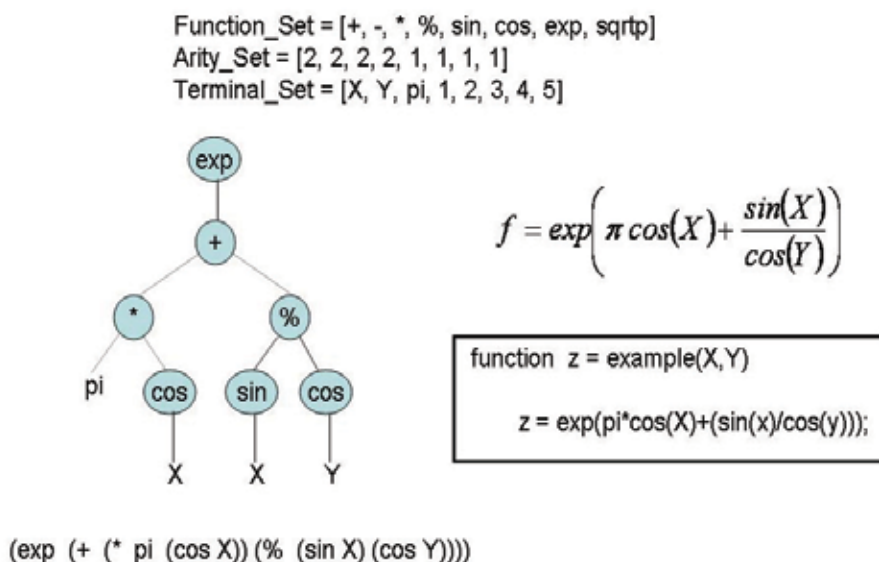 Function_Set = [+, -, *, %, sin, cos, exp, sqrtp]
Arity_Set = [2, 2, 2, 2, 1, 1, 1, 1]
Terminal_Set = [X, Y, pi, 1, 2, 3, 4, 5]
exp
+
* %
pi cos sin cos
X X Y
f = exp(π cos(X) + sin(X)/cos(Y))
function z = example(X,Y)
z = exp(pi*cos(X)+(sin(x)/cos(y)));
(exp (+ (* pi (cos X)) (% (sin X) (cos Y))))